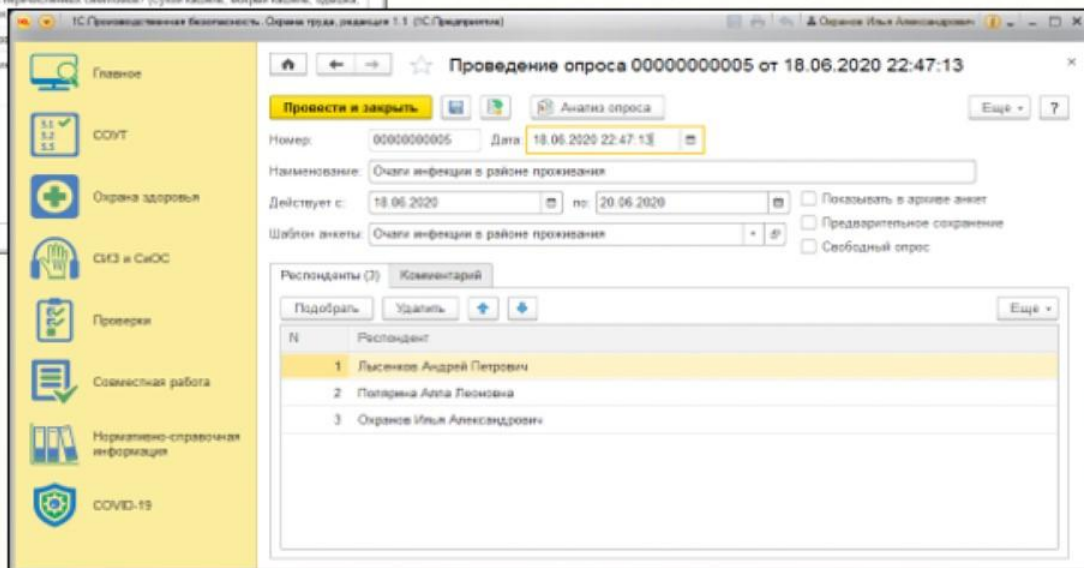 1С:Производственная безопасность. Охрана труда, редакция 1.1 (1С:Предприятие)
Охранов Илья Александрович
Главное
СОУТ
Охрана здоровья
СИЗ и СиОС
Проверки
Совместная работа
Нормативно-справочная
информация
COVID-19
Проведение опроса 00000000005 от 18.06.2020 22:47:13
Провести и закрыть Анализ опроса Еще ?
Номер: 00000000005 Дата: 18.06.2020 22:47:13
Наименование: Очаги инфекции в районе проживания
Действует с: 18.06.2020 по: 20.06.2020 Показывать в архиве анкет
Предварительное сохранение
Шаблон анкеты: Очаги инфекции в районе проживания
Свободный опрос
Респонденты (3) Комментарий
Подобрать Удалить Еще
N Респондент
1 Лысенков Андрей Петрович
2 Алла Леоновна
3 Охранов Илья Александрович